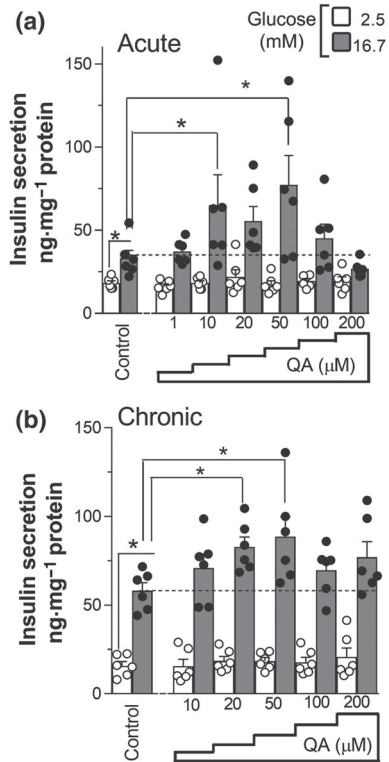 (a)
Acute
Glucose
(mM)
2.5
16.7
Insulin secretion
ng·mg⁻¹ protein
150
100
50
0
*
*
*
Control
1 10 20 50 100 200
QA (μM)
(b)
Chronic
Insulin secretion
ng·mg⁻¹ protein
150
100
50
0
*
*
*
Control
10 20 50 100 200
QA (μM)